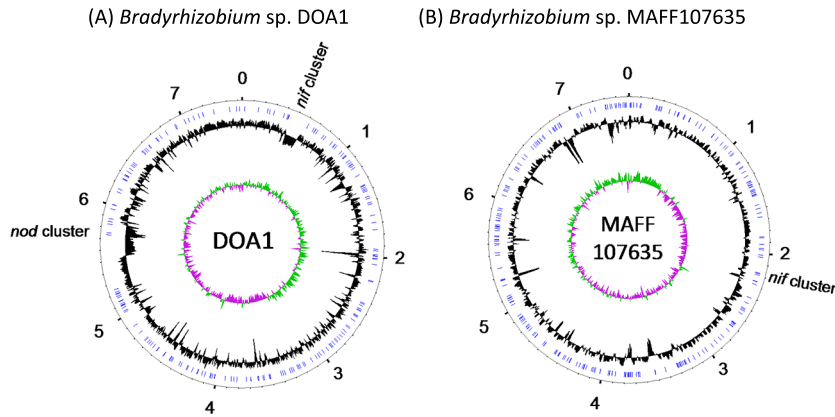 (A) Bradyrhizobium sp. DOA1
(B) Bradyrhizobium sp. MAFF107635
0
nif cluster
1
2
3
4
5
nod cluster
6
7
DOA1
0
1
2
nif cluster
3
4
5
6
7
MAFF
107635